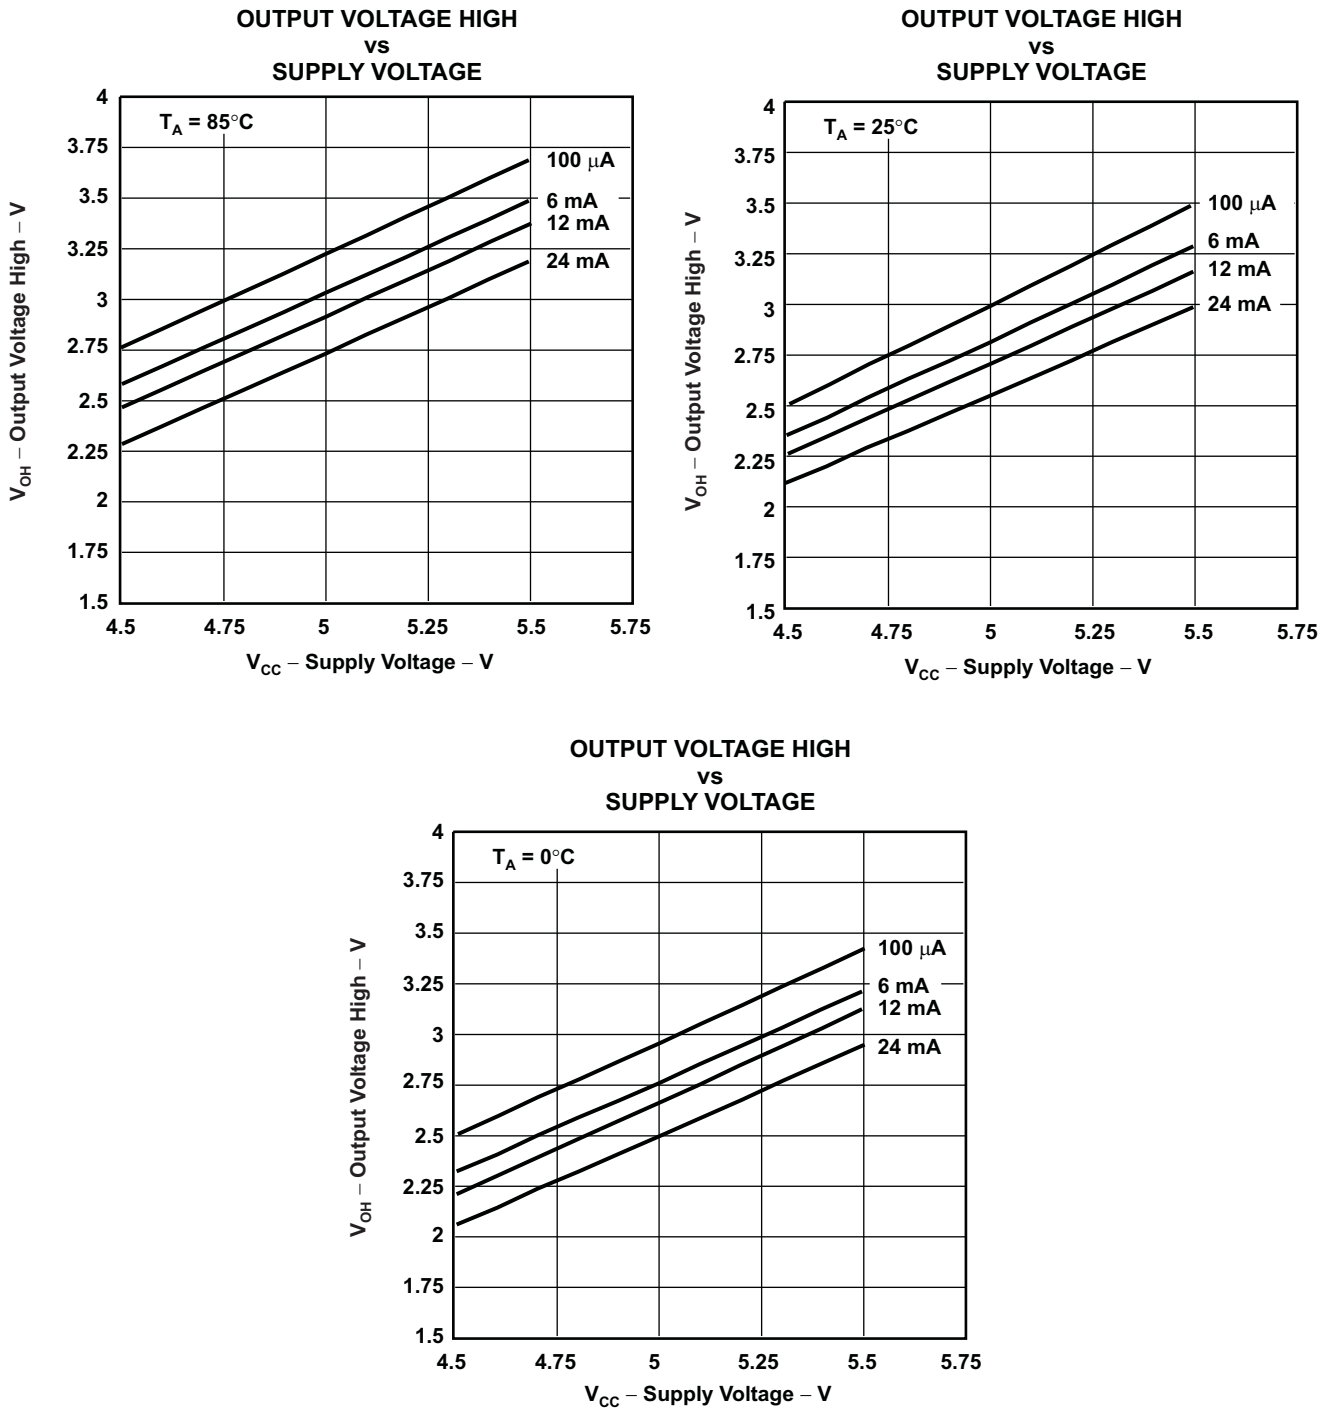 OUTPUT VOLTAGE HIGH
vs
SUPPLY VOLTAGE
T_A = 85°C
4
3.75
3.5
3.25
3
2.75
2.5
2.25
2
1.75
1.5
V_OH – Output Voltage High – V
100 μA
6 mA
12 mA
24 mA
4.5 4.75 5 5.25 5.5 5.75
V_CC – Supply Voltage – V
OUTPUT VOLTAGE HIGH
vs
SUPPLY VOLTAGE
T_A = 25°C
4
3.75
3.5
3.25
3
2.75
2.5
2.25
2
1.75
1.5
V_OH – Output Voltage High – V
100 μA
6 mA
12 mA
24 mA
4.5 4.75 5 5.25 5.5 5.75
V_CC – Supply Voltage – V
OUTPUT VOLTAGE HIGH
vs
SUPPLY VOLTAGE
T_A = 0°C
4
3.75
3.5
3.25
3
2.75
2.5
2.25
2
1.75
1.5
V_OH – Output Voltage High – V
100 μA
6 mA
12 mA
24 mA
4.5 4.75 5 5.25 5.5 5.75
V_CC – Supply Voltage – V